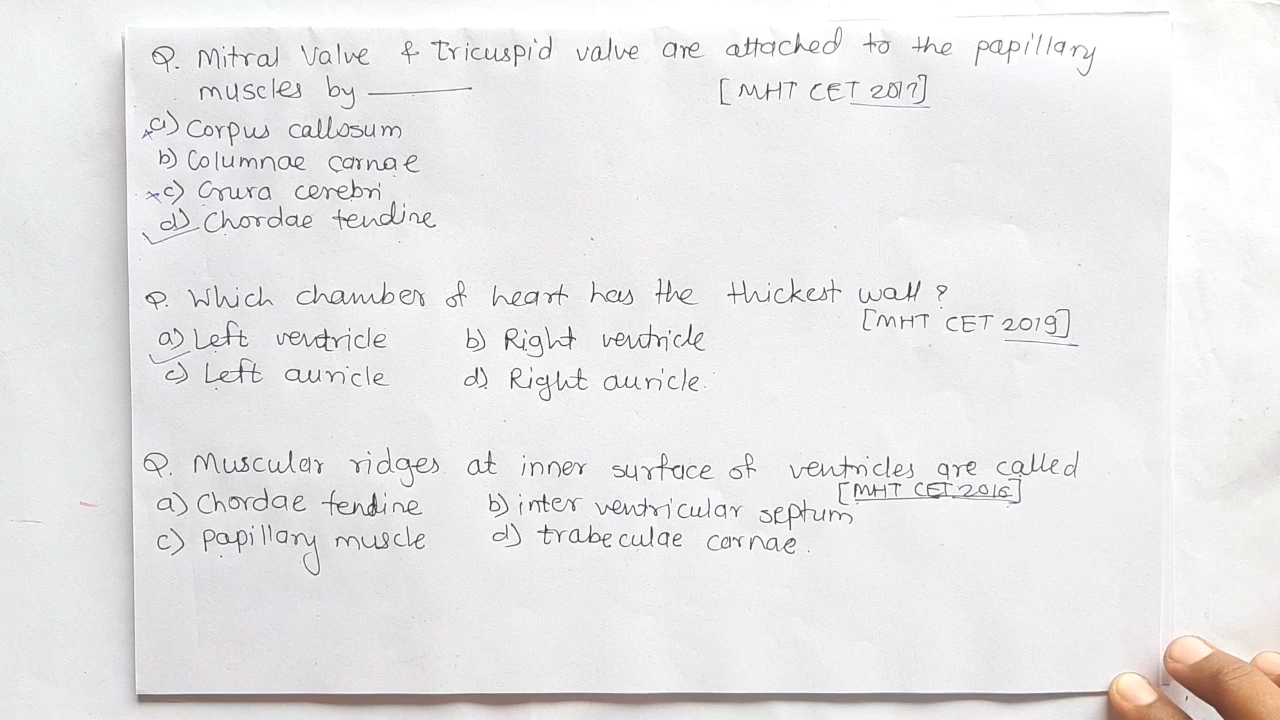 Q. Mitral Valve & tricuspid valve are attached to the papillary
muscles by ______ [MHT CET 2017]
a) Corpus callosum
b) Columnae carnae
c) Crura cerebri
d) Chordae tendine
Q. Which chamber of heart has the thickest wall ?
[MHT CET 2019]
a) Left ventricle b) Right ventricle
c) Left auricle d) Right auricle.
Q. Muscular ridges at inner surface of ventricles are called
[MHT CET 2016]
a) Chordae tendine b) inter ventricular septum
c) papillary muscle d) trabeculae carnae.